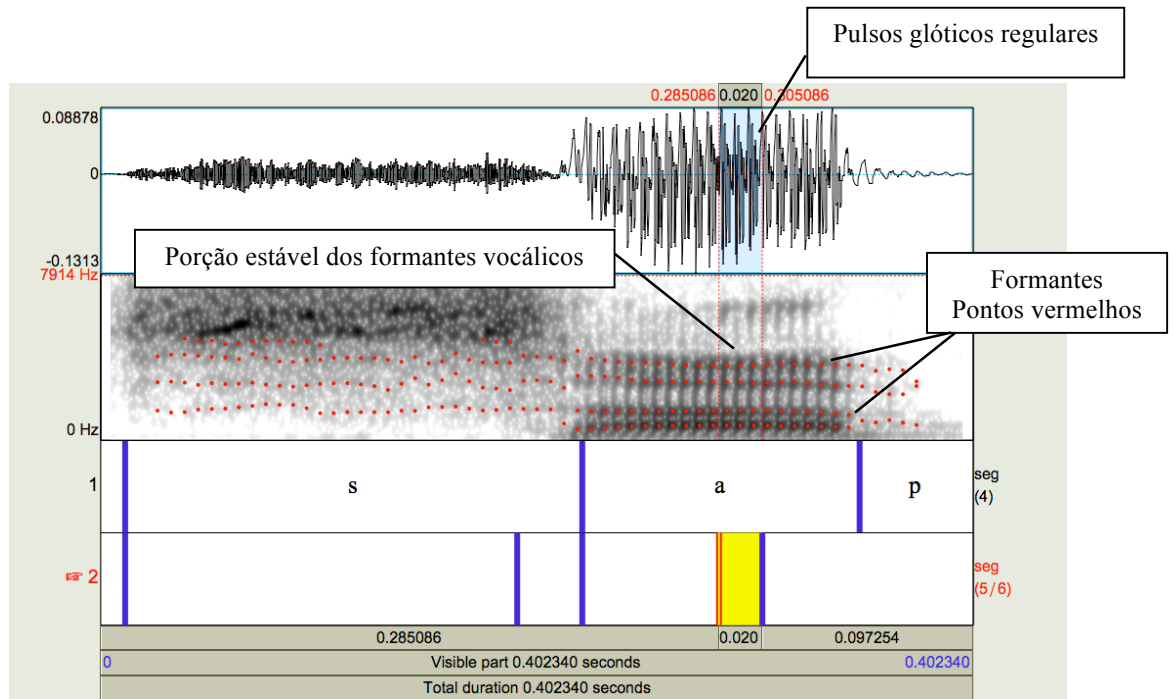 Pulsos glóticos regulares
0.285086 0.020 0.305086
0.08878
0
-0.1313
7914 Hz
Porção estável dos formantes vocálicos
Formantes
Pontos vermelhos
0 Hz
1
s
a
p
seg
(4)
☞ 2
seg
(5/6)
0.285086 0.020 0.097254
0 Visible part 0.402340 seconds 0.402340
Total duration 0.402340 seconds